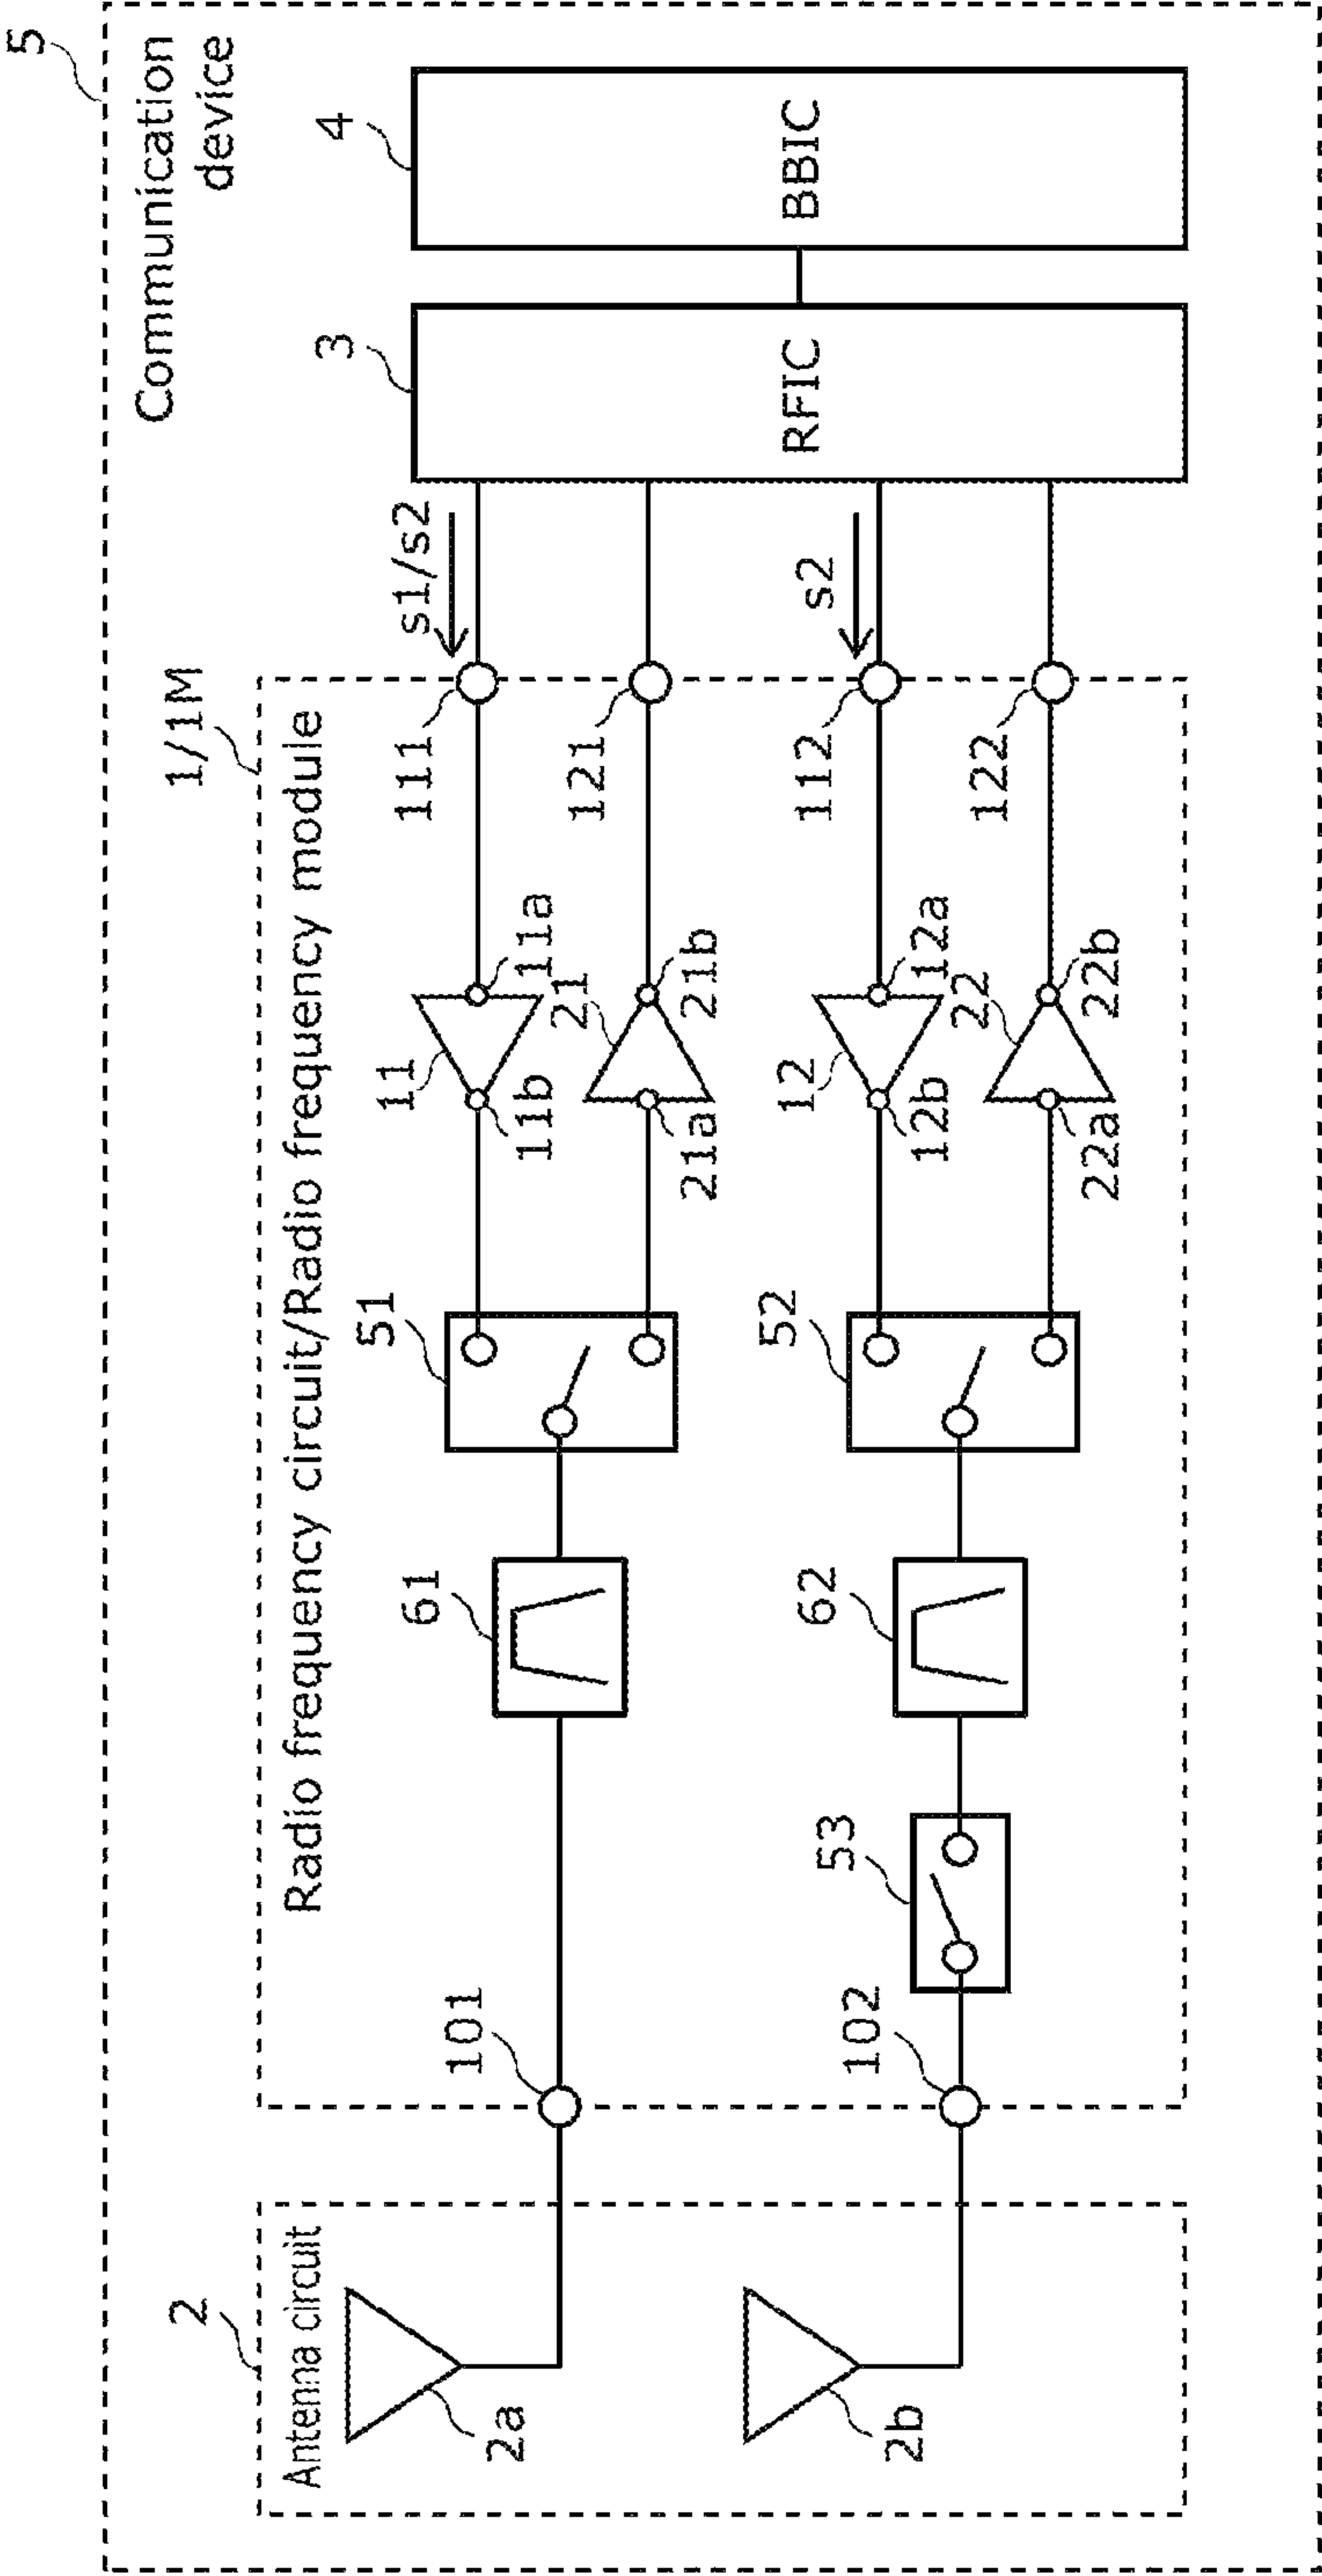 5
Communication
device
1/1M
Radio frequency circuit/Radio frequency module
2
Antenna circuit
2a
101
61
51
11
11b
11a
111
s1/s2
3
RFIC
4
BBIC
21
21a
21b
121
2b
102
53
62
52
12
12b
12a
112
s2
22
22a
22b
122